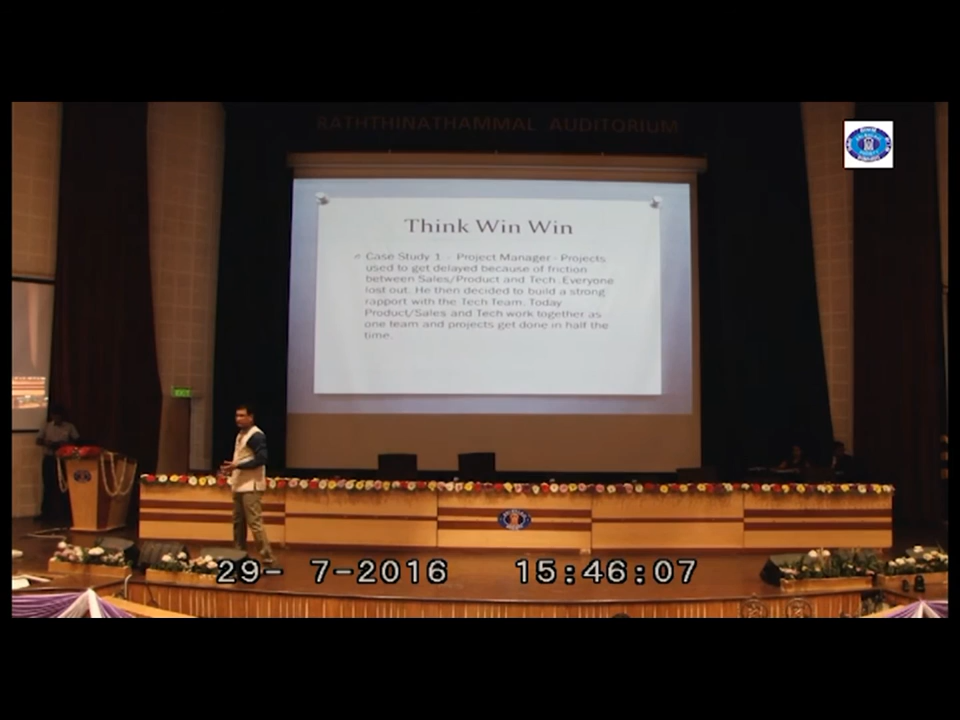 RATHTHINATHAMMAL AUDITORIUM
Think Win Win
Case Study 1 - Project Manager - Projects
used to get delayed because of friction
between Sales/Product and Tech. Everyone
lost out. He then decided to build a strong
rapport with the Tech Team. Today
Product/Sales and Tech work together as
one team and projects get done in half the
time.
EXIT
29- 7-2016 15:46:07